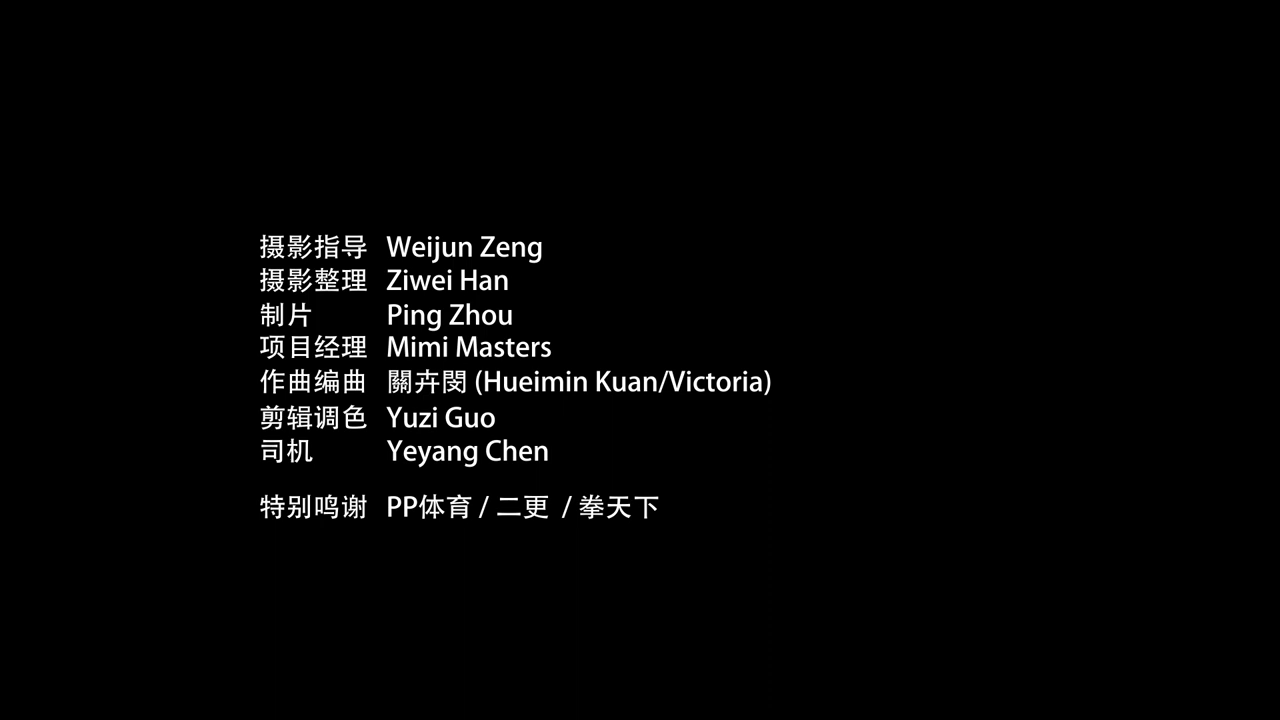 摄影指导 Weijun Zeng
摄影整理 Ziwei Han
制片 Ping Zhou
项目经理 Mimi Masters
作曲编曲 關卉閔 (Hueimin Kuan/Victoria)
剪辑调色 Yuzi Guo
司机 Yeyang Chen
特别鸣谢 PP体育 / 二更 / 拳天下